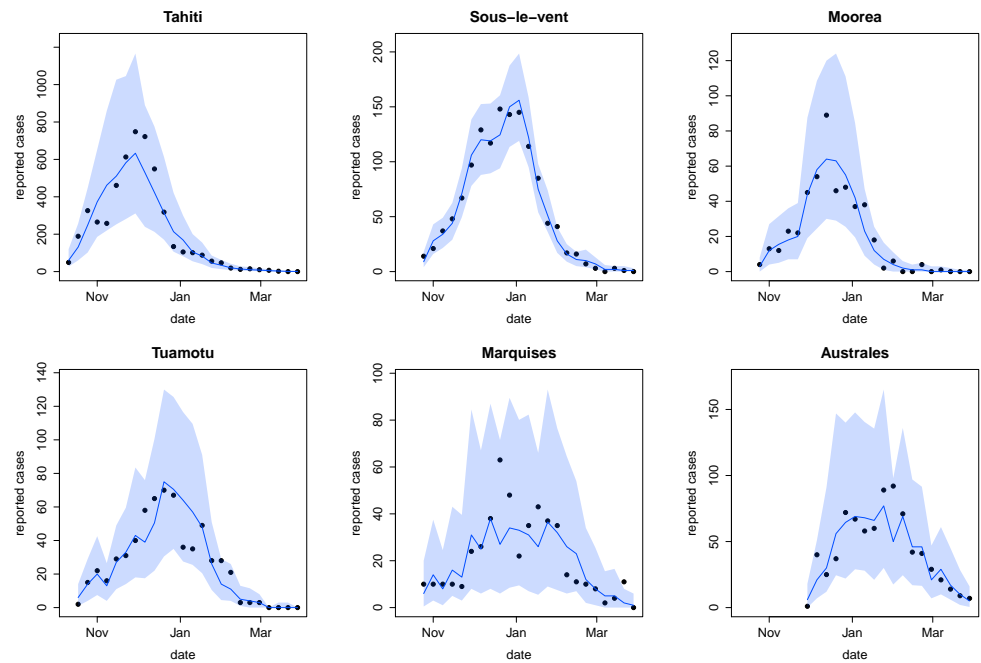 Tahiti
reported cases
0
200
400
600
800
1000
Nov
Jan
Mar
date
Sous−le−vent
reported cases
0
50
100
150
200
Nov
Jan
Mar
date
Moorea
reported cases
0
20
40
60
80
100
120
Nov
Jan
Mar
date
Tuamotu
reported cases
0
20
40
60
80
100
120
140
Nov
Jan
Mar
date
Marquises
reported cases
0
20
40
60
80
100
Nov
Jan
Mar
date
Australes
reported cases
0
50
100
150
Nov
Jan
Mar
date